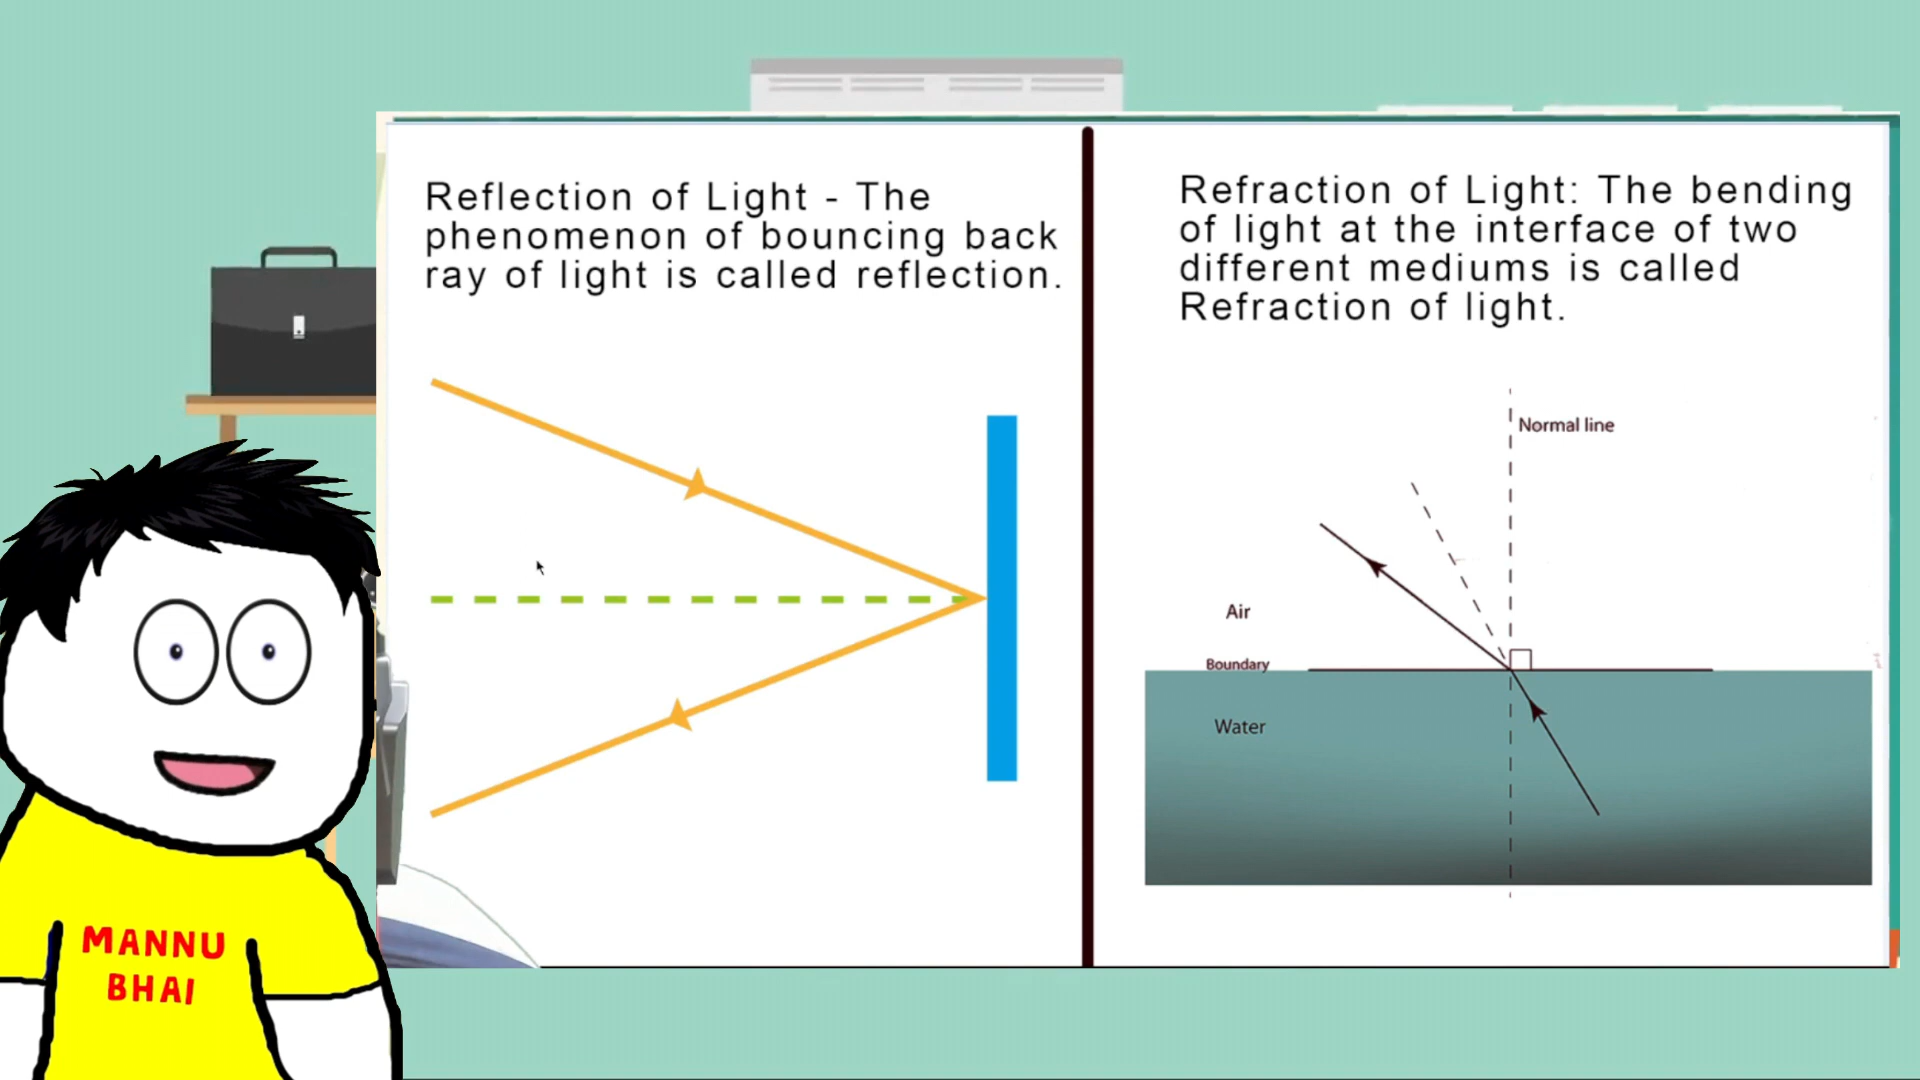 Reflection of Light - The
phenomenon of bouncing back
ray of light is called reflection.
Refraction of Light: The bending
of light at the interface of two
different mediums is called
Refraction of light.
Normal line
Air
Boundary
Water
MANNU
BHAI